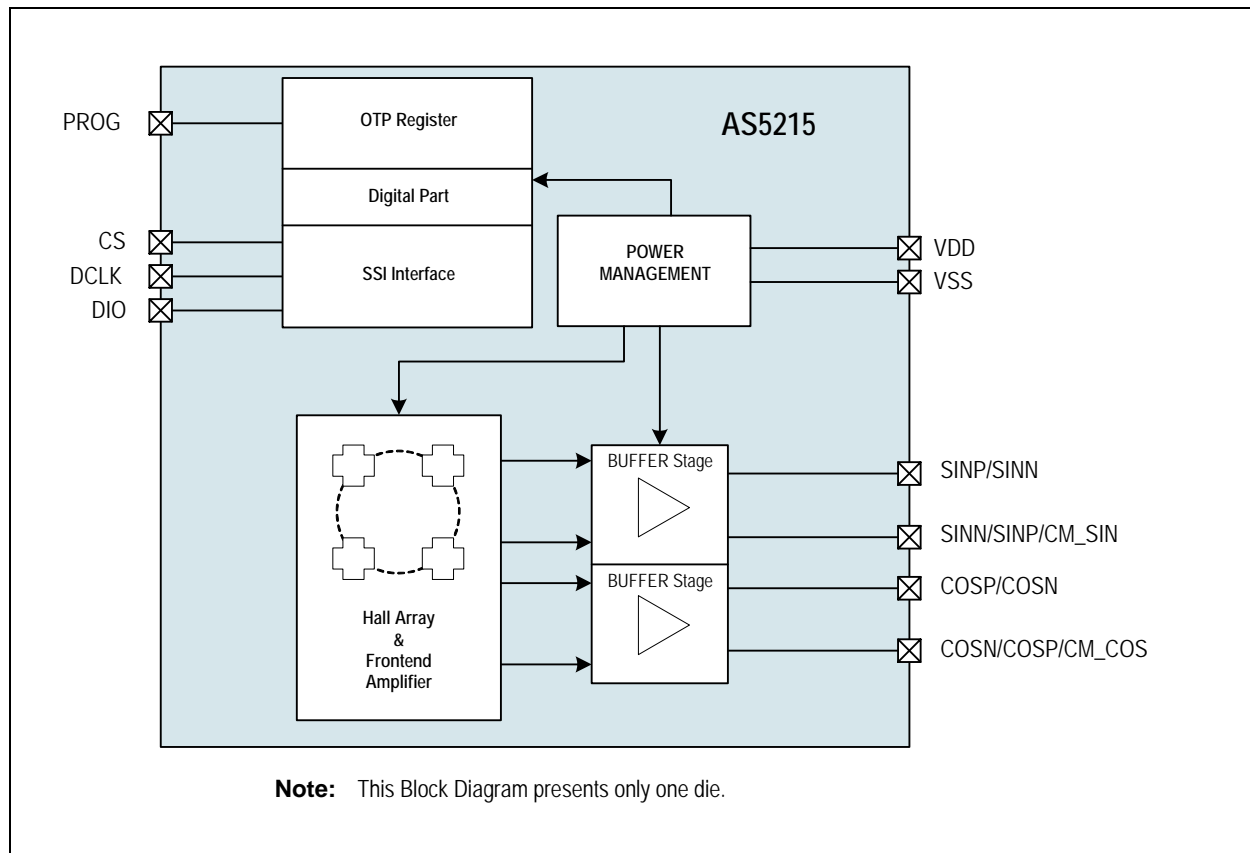 AS5215
PROG
OTP Register
Digital Part
CS
DCLK
DIO
SSI Interface
POWER
MANAGEMENT
VDD
VSS
Hall Array
&
Frontend
Amplifier
BUFFER Stage
BUFFER Stage
SINP/SINN
SINN/SINP/CM_SIN
COSP/COSN
COSN/COSP/CM_COS
Note: This Block Diagram presents only one die.